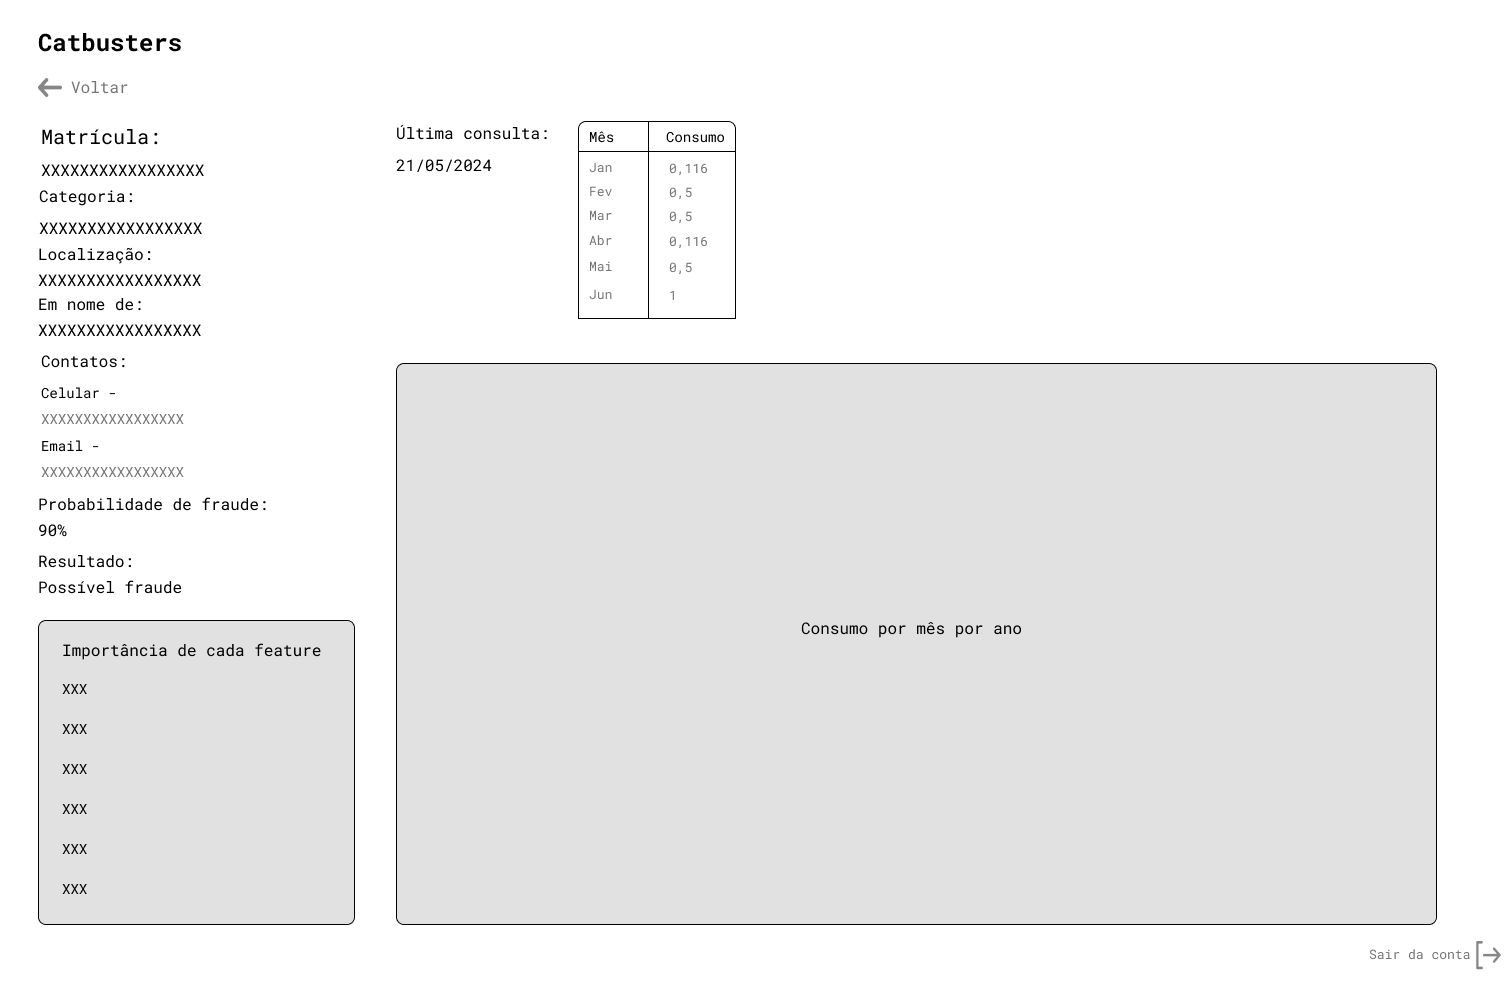 Catbusters
Voltar
Matrícula:
XXXXXXXXXXXXXXXXX
Categoria:
XXXXXXXXXXXXXXXXX
Localização:
XXXXXXXXXXXXXXXXX
Em nome de:
XXXXXXXXXXXXXXXXX
Contatos:
Celular -
XXXXXXXXXXXXXXXXX
Email -
XXXXXXXXXXXXXXXXX
Probabilidade de fraude:
90%
Resultado:
Possível fraude
Importância de cada feature
XXX
XXX
XXX
XXX
XXX
XXX
Última consulta:
21/05/2024
Mês Consumo
Jan 0,116
Fev 0,5
Mar 0,5
Abr 0,116
Mai 0,5
Jun 1
Consumo por mês por ano
Sair da conta